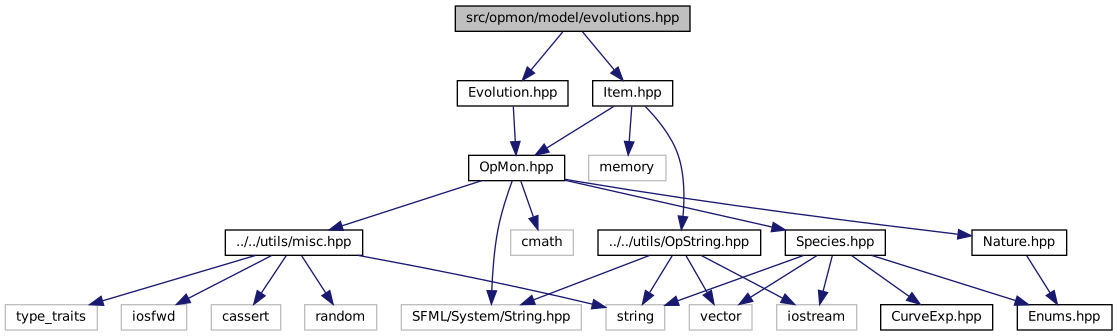 src/opmon/model/evolutions.hpp
Evolution.hpp
Item.hpp
OpMon.hpp
memory
../../utils/misc.hpp
cmath
../../utils/OpString.hpp
Species.hpp
Nature.hpp
type_traits
iosfwd
cassert
random
SFML/System/String.hpp
string
vector
iostream
CurveExp.hpp
Enums.hpp